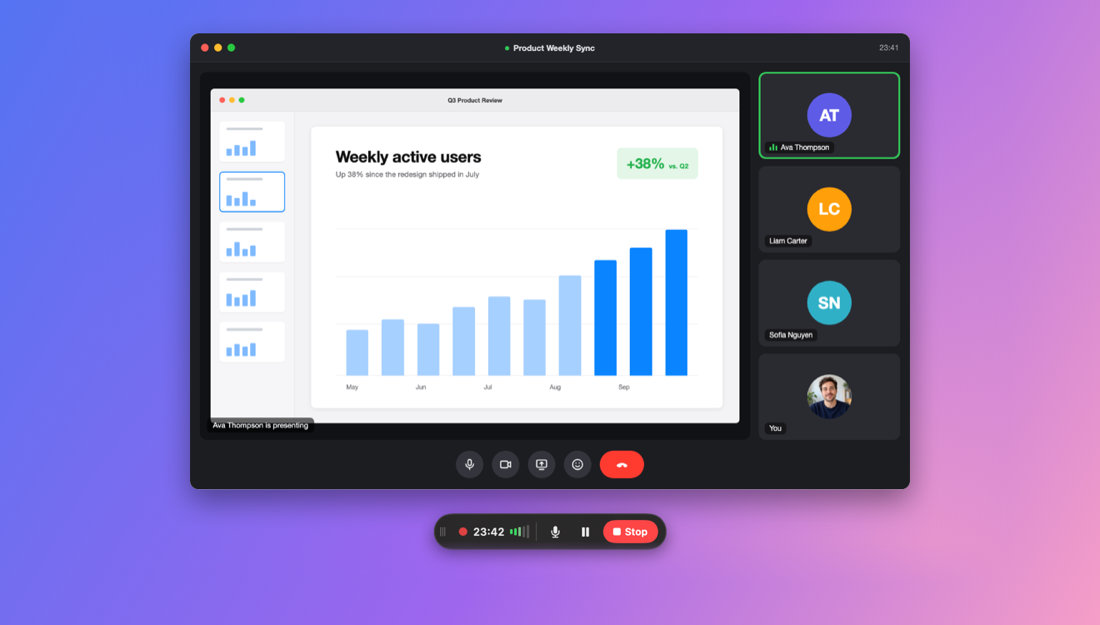 Product Weekly Sync
23:41
Q3 Product Review
Weekly active users
Up 38% since the redesign shipped in July
+38% vs. Q2
May Jun Jul Aug Sep
Ava Thompson is presenting
AT
Ava Thompson
LC
Liam Carter
SN
Sofia Nguyen
You
23:42
Stop